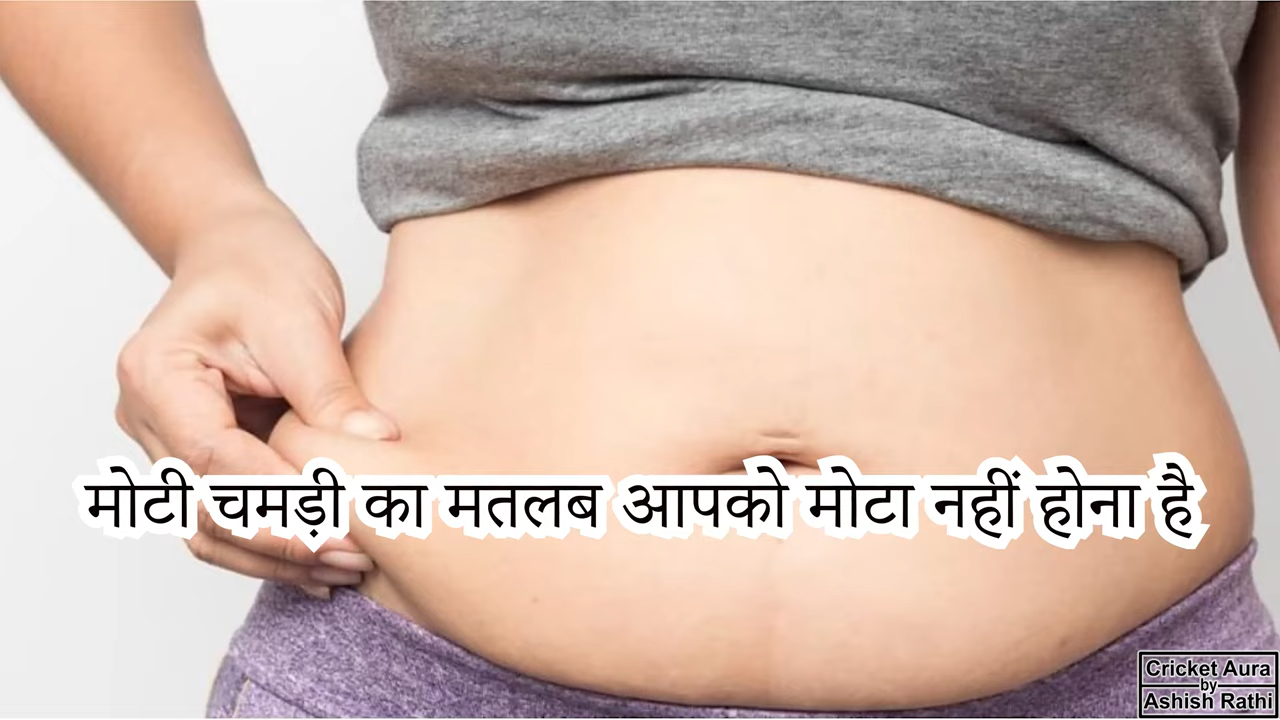 मोटी चमड़ी का मतलब आपको मोटा नहीं होना है
Cricket Aura
by
Ashish Rathi